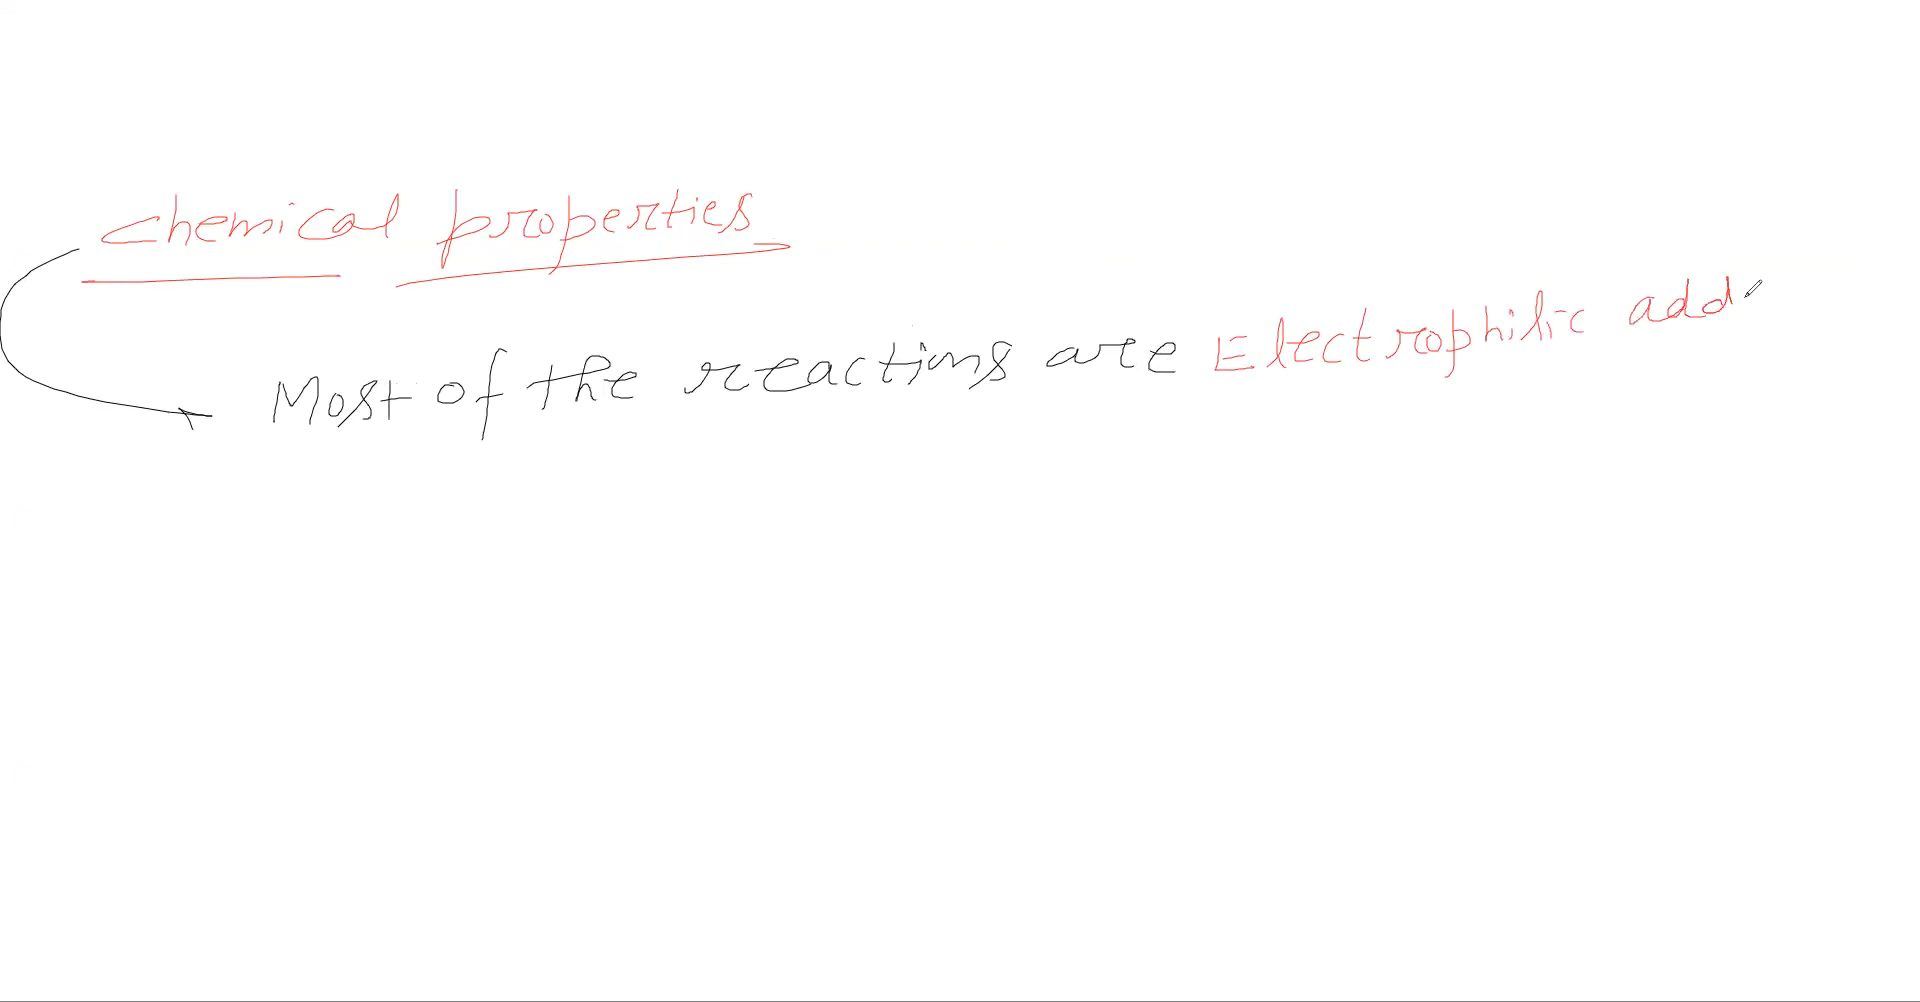 chemical properties
Most of the reactions are Electrophilic add